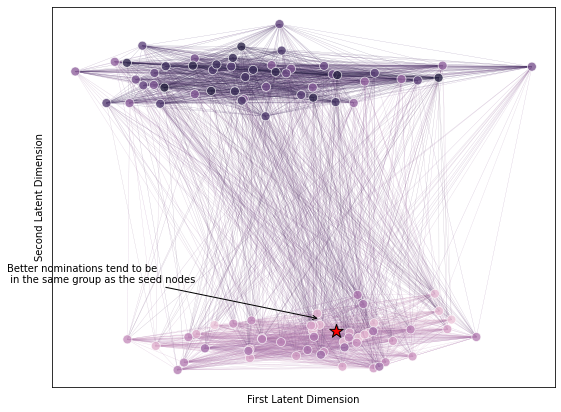 Second Latent Dimension
Better nominations tend to be
in the same group as the seed nodes
First Latent Dimension